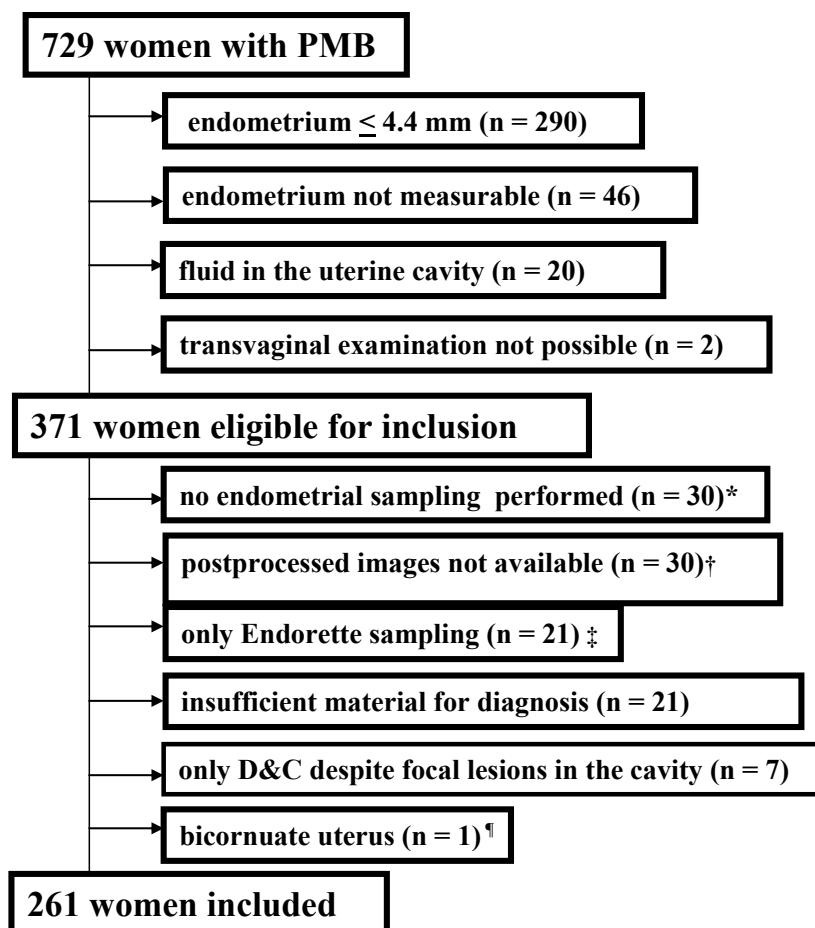 729 women with PMB
endometrium ≤ 4.4 mm (n = 290)
endometrium not measurable (n = 46)
fluid in the uterine cavity (n = 20)
transvaginal examination not possible (n = 2)
371 women eligible for inclusion
no endometrial sampling performed (n = 30)*
postprocessed images not available (n = 30)†
only Endorette sampling (n = 21) ‡
insufficient material for diagnosis (n = 21)
only D&C despite focal lesions in the cavity (n = 7)
bicornuate uterus (n = 1)¶
261 women included